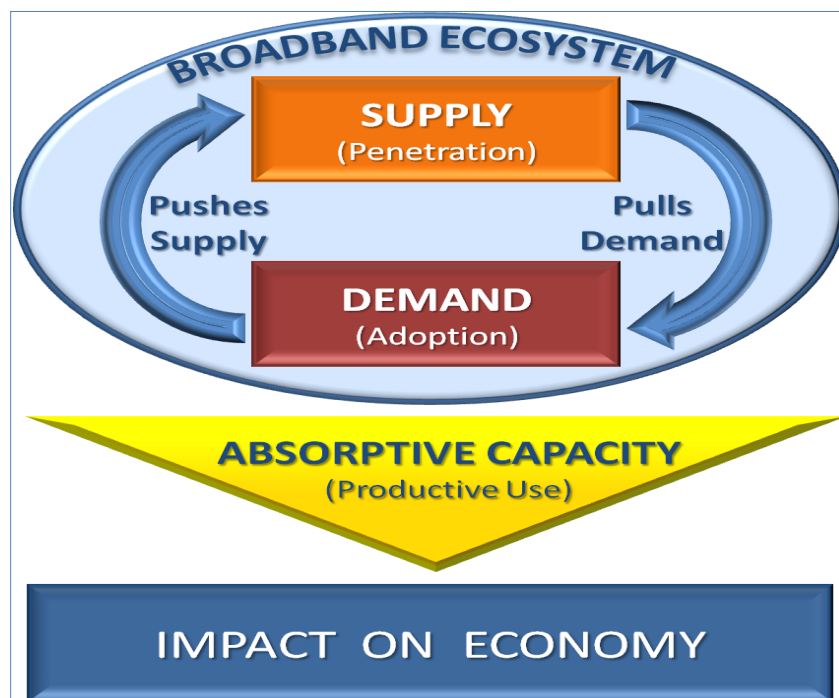 BROADBAND ECOSYSTEM
SUPPLY
(Penetration)
Pushes
Supply
Pulls
Demand
DEMAND
(Adoption)
ABSORPTIVE CAPACITY
(Productive Use)
IMPACT ON ECONOMY